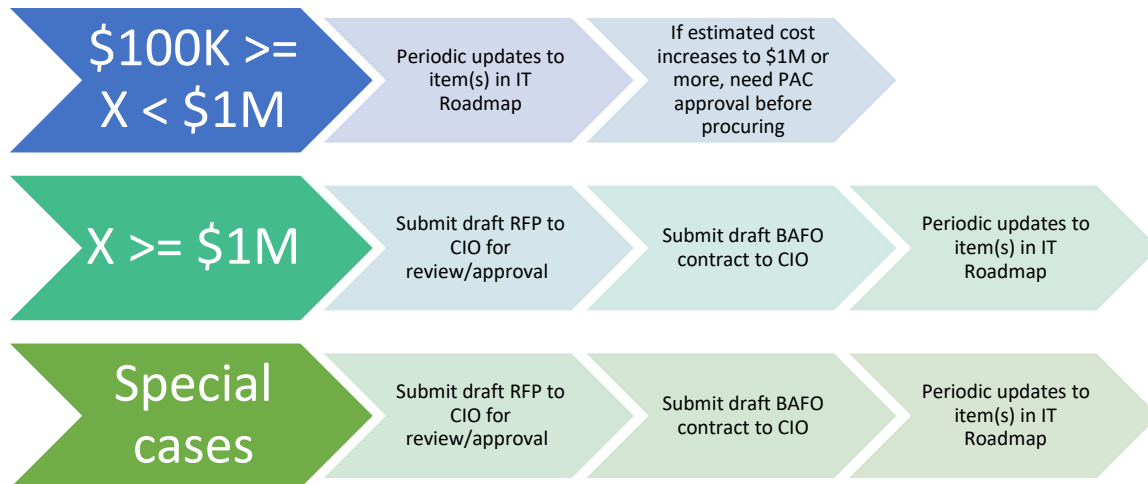 $100K >=
X < $1M
Periodic updates to
item(s) in IT
Roadmap
If estimated cost
increases to $1M or
more, need PAC
approval before
procuring
X >= $1M
Submit draft RFP to
CIO for
review/approval
Submit draft BAFO
contract to CIO
Periodic updates to
item(s) in IT
Roadmap
Special
cases
Submit draft RFP to
CIO for
review/approval
Submit draft BAFO
contract to CIO
Periodic updates to
item(s) in IT
Roadmap